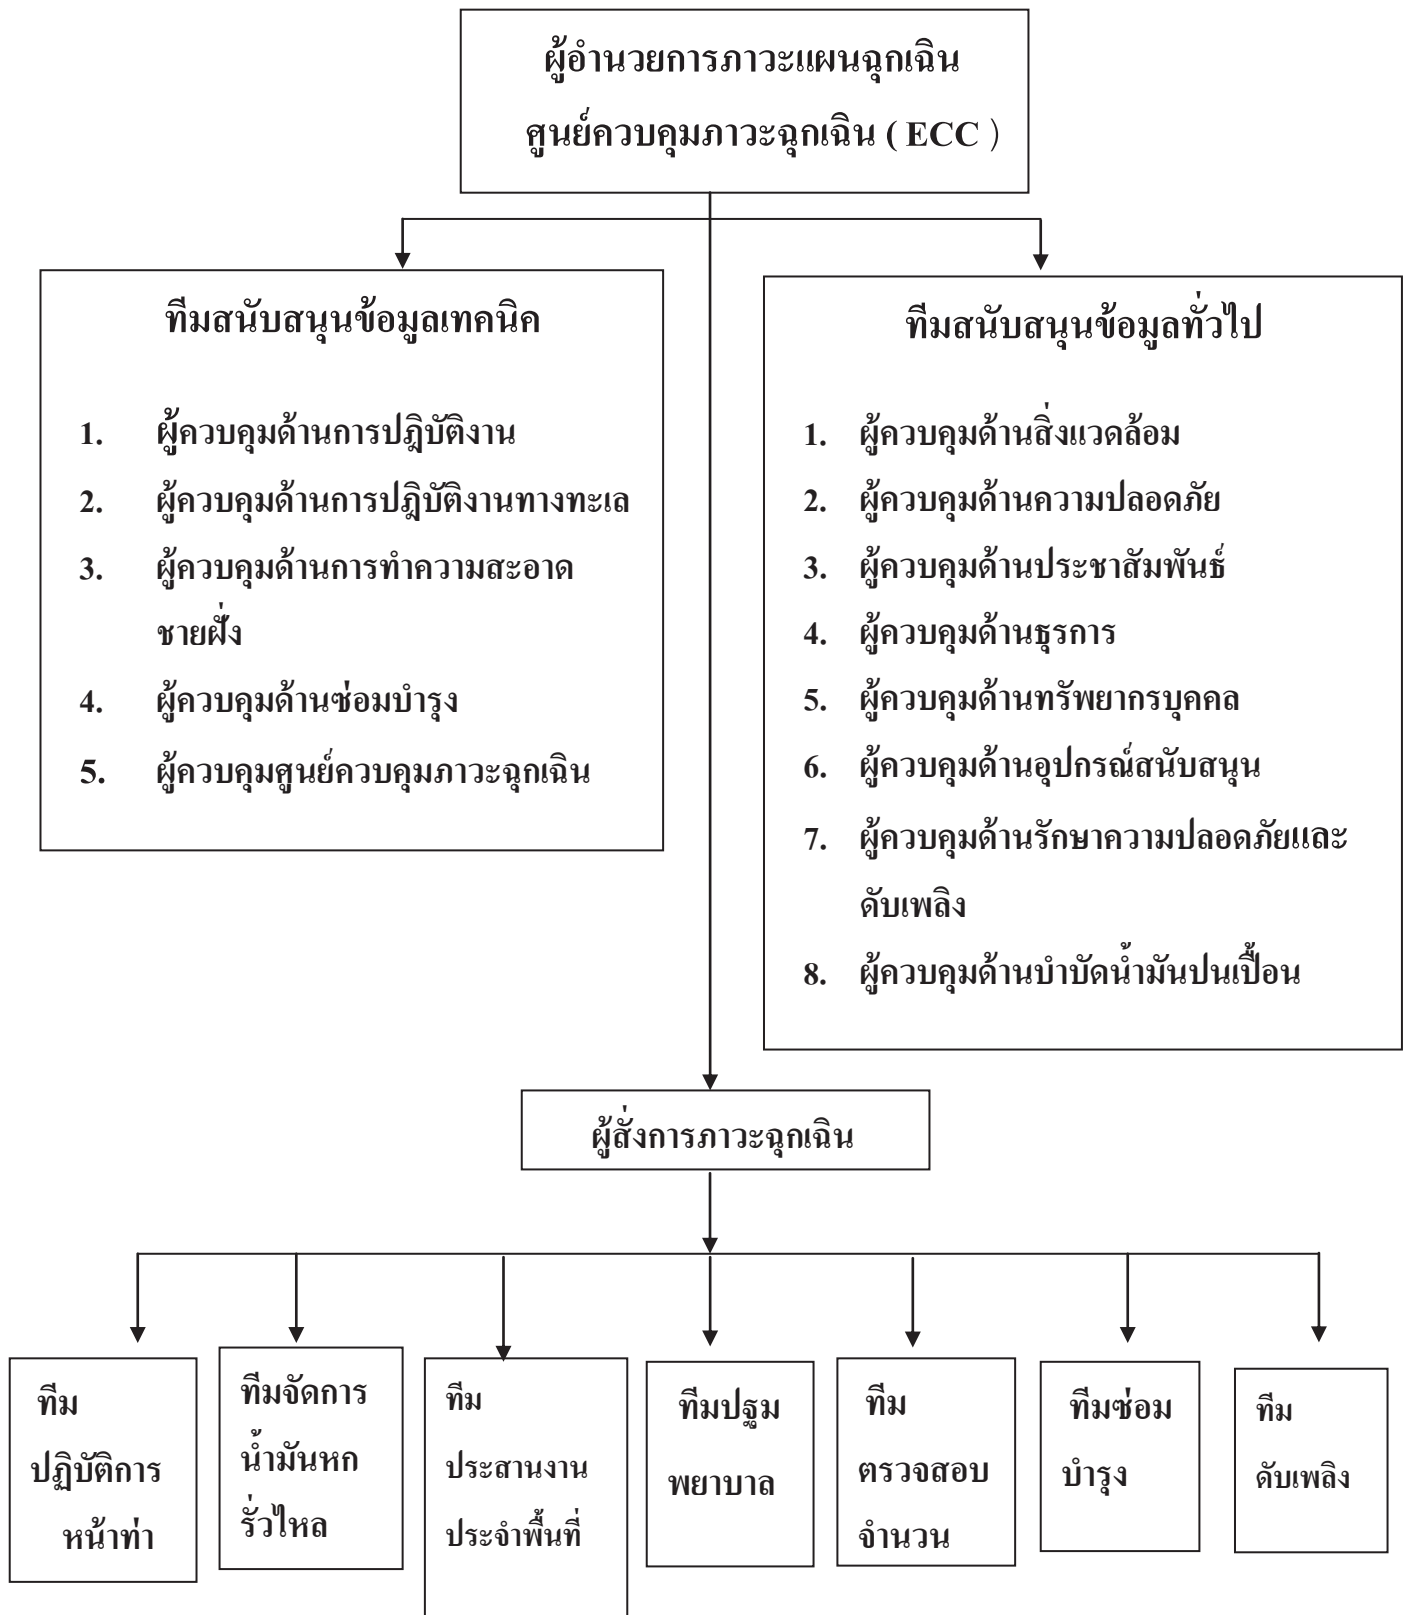 ผู้อำนวยการภาวะแผนฉุกเฉิน
ศูนย์ควบคุมภาวะฉุกเฉิน ( ECC )
ทีมสนับสนุนข้อมูลเทคนิค
1. ผู้ควบคุมด้านการปฎิบัติงาน
2. ผู้ควบคุมด้านการปฎิบัติงานทางทะเล
3. ผู้ควบคุมด้านการทำความสะอาด
ชายฝั่ง
4. ผู้ควบคุมด้านซ่อมบำรุง
5. ผู้ควบคุมศูนย์ควบคุมภาวะฉุกเฉิน
ทีมสนับสนุนข้อมูลทั่วไป
1. ผู้ควบคุมด้านสิ่งแวดล้อม
2. ผู้ควบคุมด้านความปลอดภัย
3. ผู้ควบคุมด้านประชาสัมพันธ์
4. ผู้ควบคุมด้านธุรการ
5. ผู้ควบคุมด้านทรัพยากรบุคคล
6. ผู้ควบคุมด้านอุปกรณ์สนับสนุน
7. ผู้ควบคุมด้านรักษาความปลอดภัยและ
ดับเพลิง
8. ผู้ควบคุมด้านบำบัดน้ำมันปนเปื้อน
ผู้สั่งการภาวะฉุกเฉิน
ทีม
ปฏิบัติการ
หน้าท่า
ทีมจัดการ
น้ำมันหก
รั่วไหล
ทีม
ประสานงาน
ประจำพื้นที่
ทีมปฐม
พยาบาล
ทีม
ตรวจสอบ
จำนวน
ทีมซ่อม
บำรุง
ทีม
ดับเพลิง